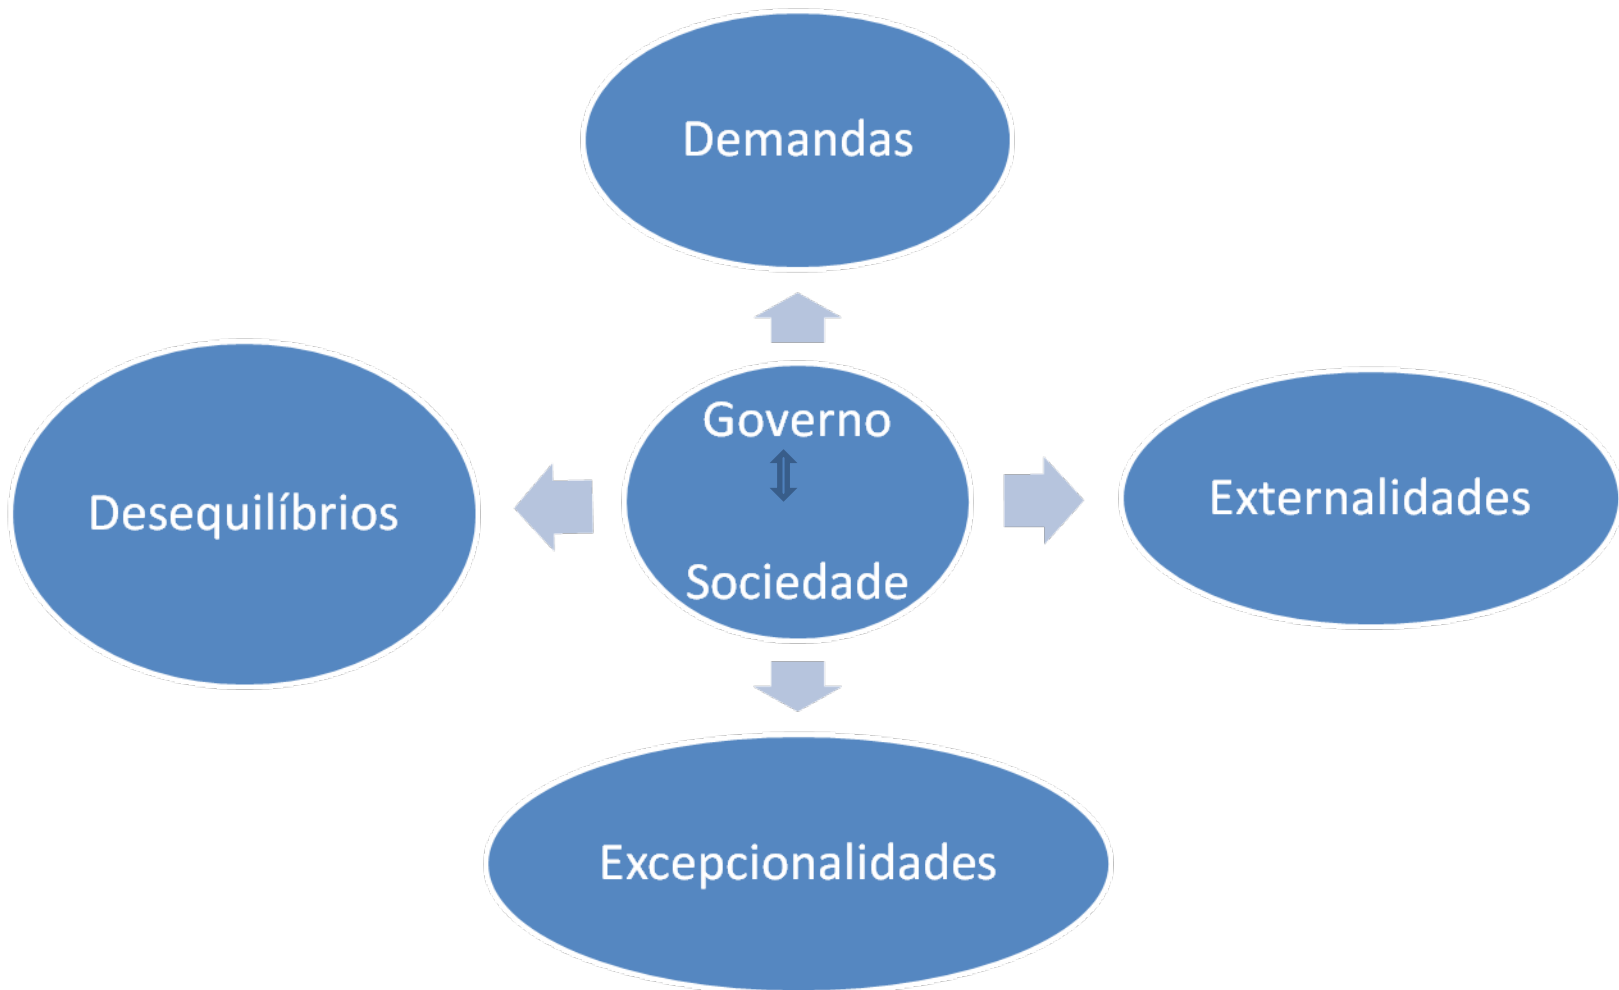 Demandas
Governo
Desequilíbrios
Externalidades
Sociedade
Excepcionalidades